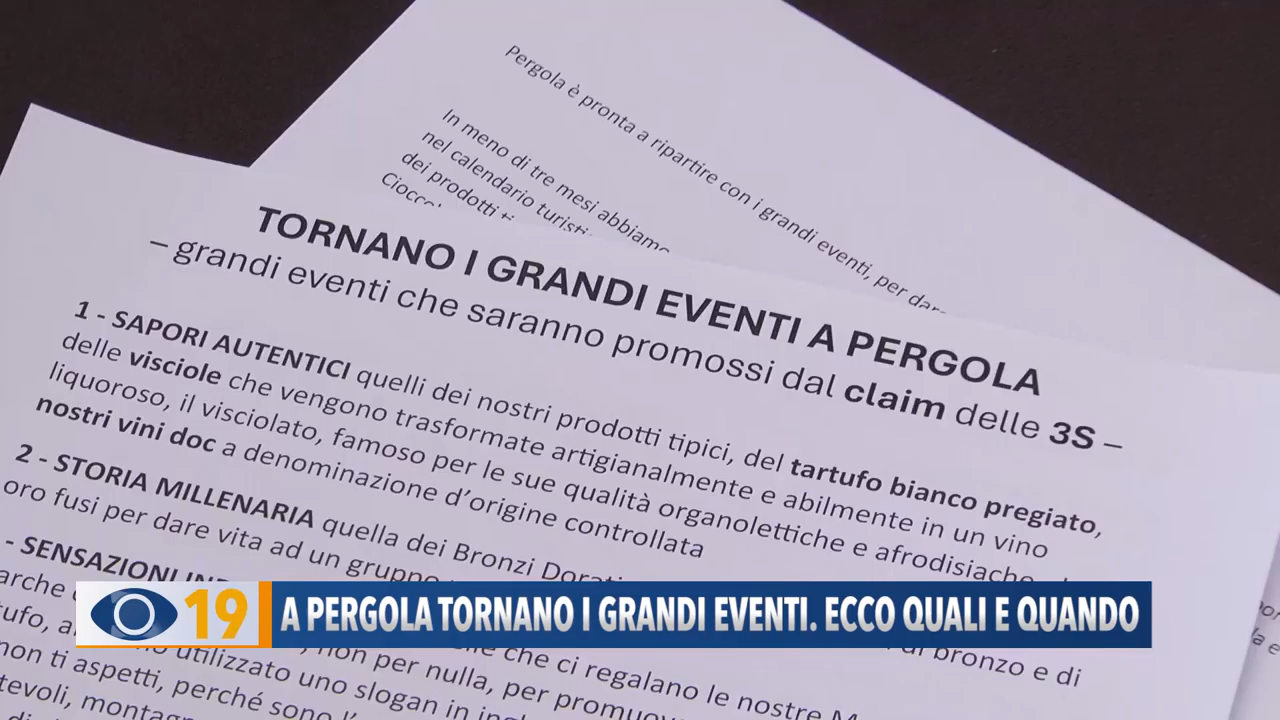 Pergola è pronta a ripartire con i grandi eventi, per dare
In meno di tre mesi abbiamo
nel calendario turisti
dei prodotti ti
TORNANO I GRANDI EVENTI A PERGOLA
– grandi eventi che saranno promossi dal claim delle 3S –
1 - SAPORI AUTENTICI quelli dei nostri prodotti tipici, del tartufo bianco pregiato,
delle visciole che vengono trasformate artigianalmente e abilmente in un vino
liquoroso, il visciolato, famoso per le sue qualità organolettiche e afrodisiache
nostri vini doc a denominazione d’origine controllata
2 - STORIA MILLENARIA quella dei Bronzi Dorati
di bronzo e di
oro fusi per dare vita ad un gruppo
- SENSAZIONI
che ci regalano le nostre
non per nulla, per promuov
utilizzato uno slogan in
non ti aspetti, perché sono
19
A PERGOLA TORNANO I GRANDI EVENTI. ECCO QUALI E QUANDO